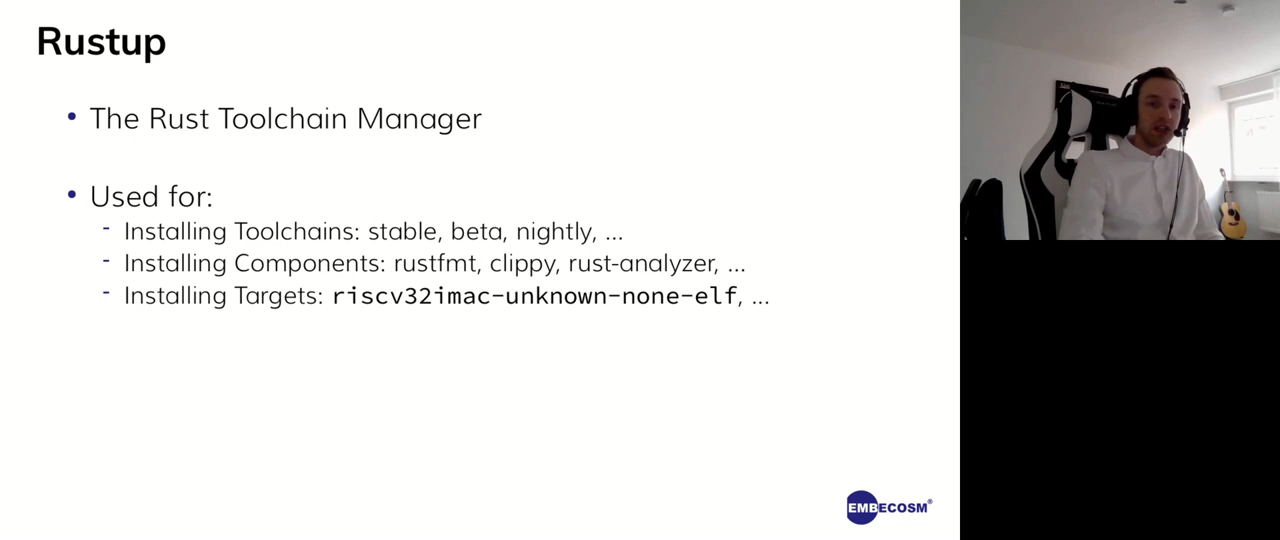 Rustup
• The Rust Toolchain Manager
• Used for:
- Installing Toolchains: stable, beta, nightly, ...
- Installing Components: rustfmt, clippy, rust-analyzer, ...
- Installing Targets: riscv32imac-unknown-none-elf, ...
EMBECOSM®